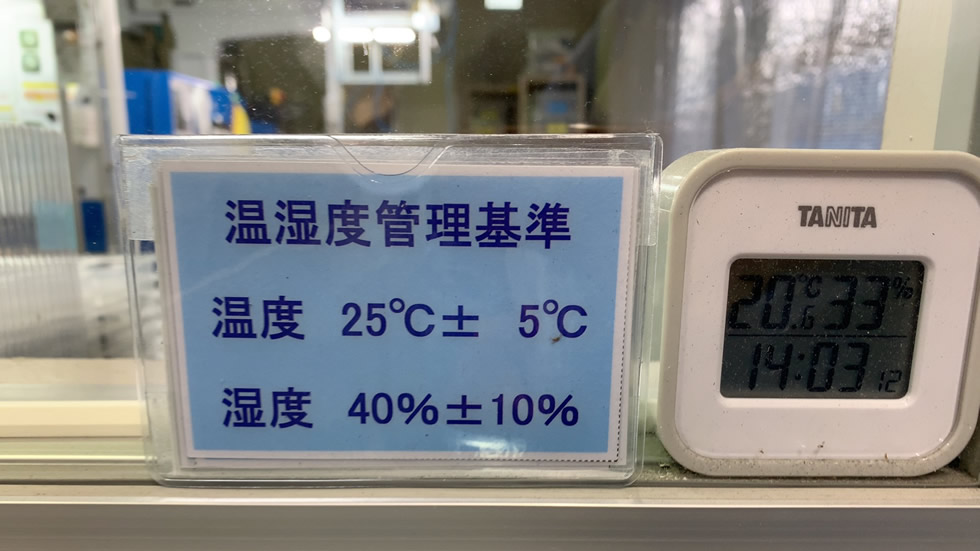 温湿度管理基準
温度 25℃± 5℃
湿度 40%±10%
TANITA
20.6℃ 33%
14:03 12